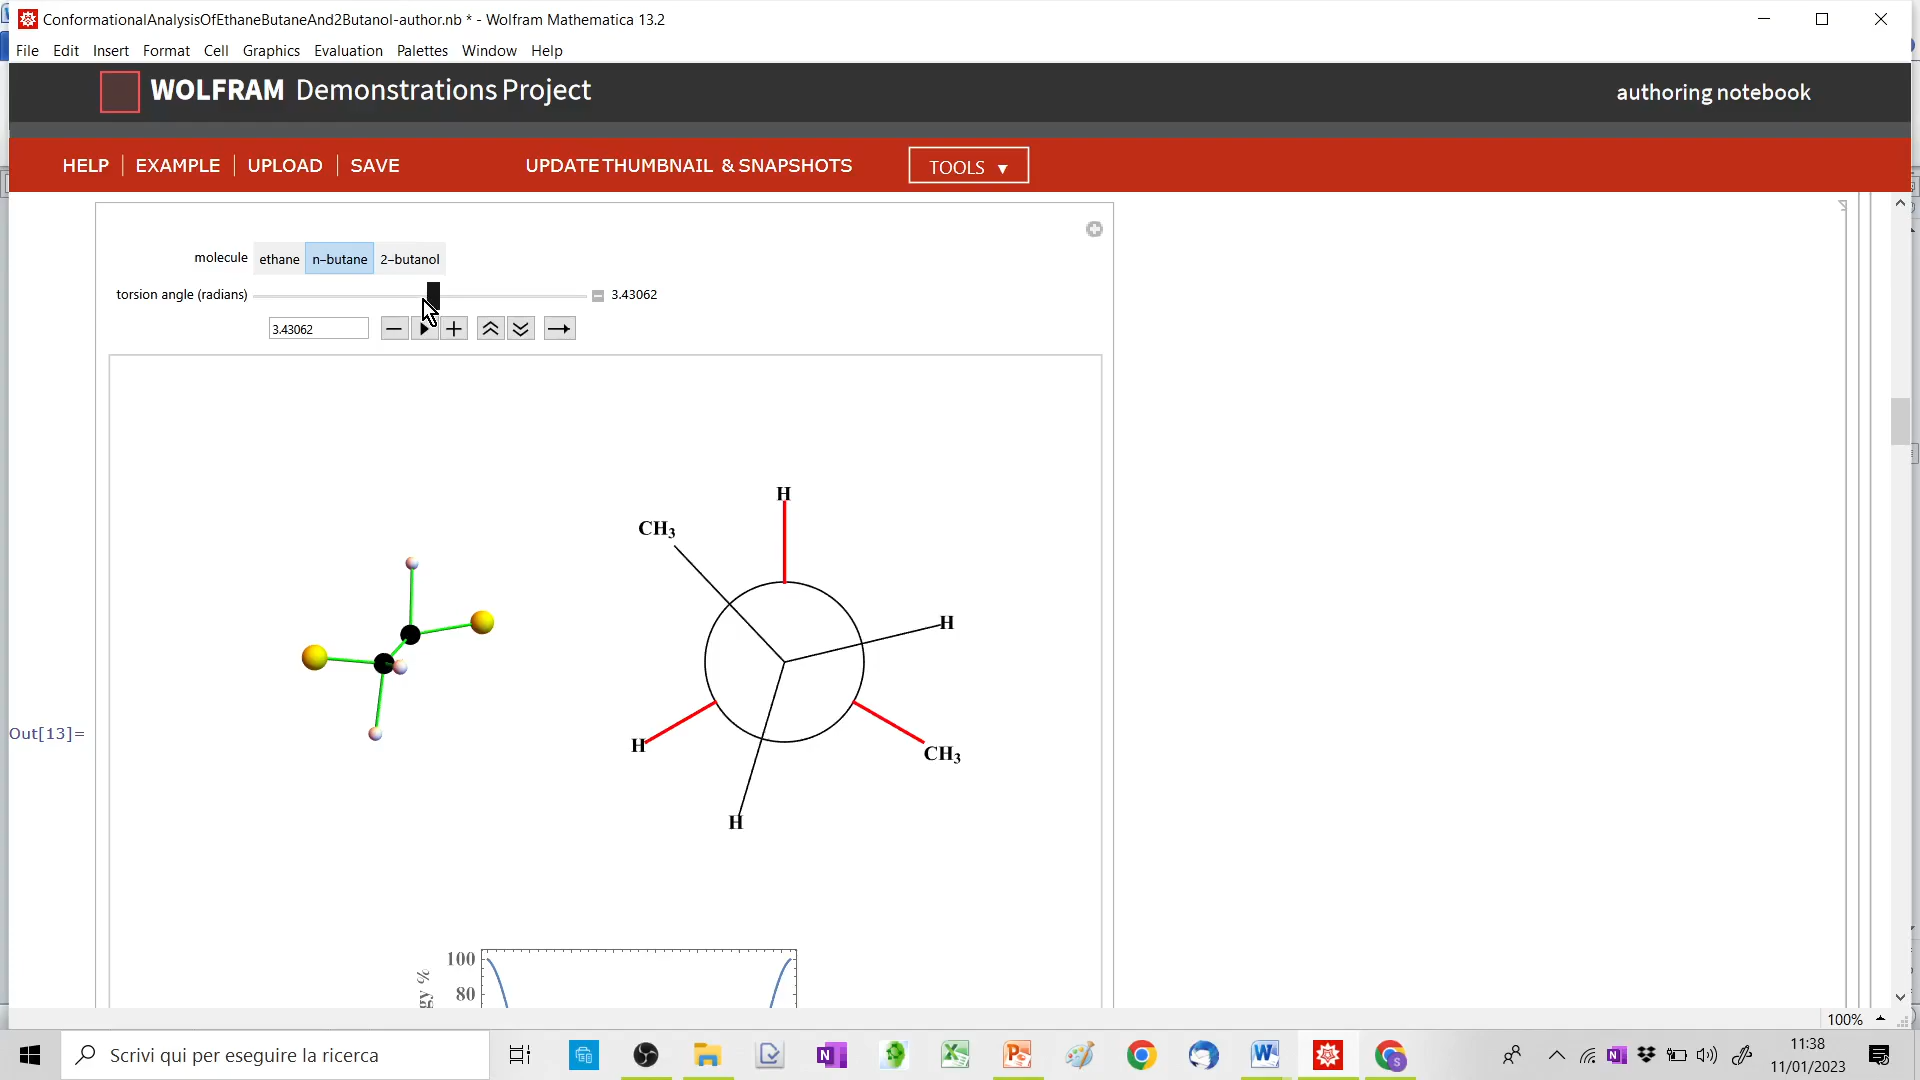 ConformationalAnalysisOfEthaneButaneAnd2Butanol-author.nb * - Wolfram Mathematica 13.2
File Edit Insert Format Cell Graphics Evaluation Palettes Window Help
WOLFRAM Demonstrations Project
authoring notebook
HELP | EXAMPLE | UPLOAD | SAVE UPDATE THUMBNAIL & SNAPSHOTS TOOLS ▼
molecule ethane n-butane 2-butanol
torsion angle (radians) 3.43062
3.43062
H
CH3
H
H
CH3
H
Out[13]=
100
80
gy %
100%
Scrivi qui per eseguire la ricerca
11:38
11/01/2023